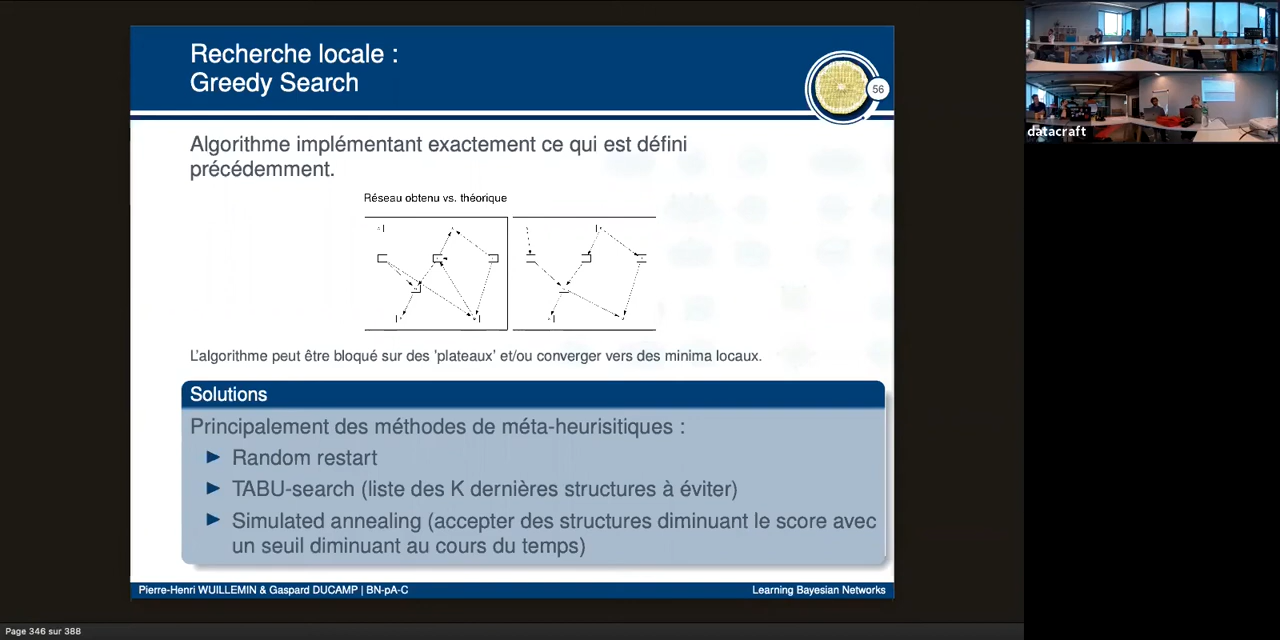 Recherche locale :
Greedy Search
56
Algorithme implémentant exactement ce qui est défini
précédemment.
Réseau obtenu vs. théorique
L'algorithme peut être bloqué sur des 'plateaux' et/ou converger vers des minima locaux.
Solutions
Principalement des méthodes de méta-heurisitiques :
Random restart
TABU-search (liste des K dernières structures à éviter)
Simulated annealing (accepter des structures diminuant le score avec
un seuil diminuant au cours du temps)
Pierre-Henri WUILLEMIN & Gaspard DUCAMP | BN-pA-C
Learning Bayesian Networks
Page 346 sur 388
datacraft